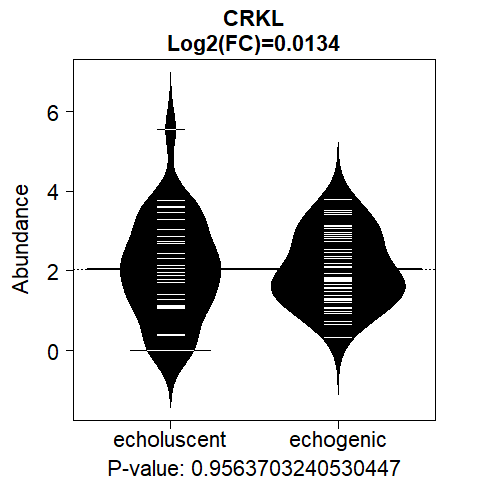 CRKL
Log2(FC)=0.0134
Abundance
6
4
2
0
echoluscent echogenic
P-value: 0.9563703240530447